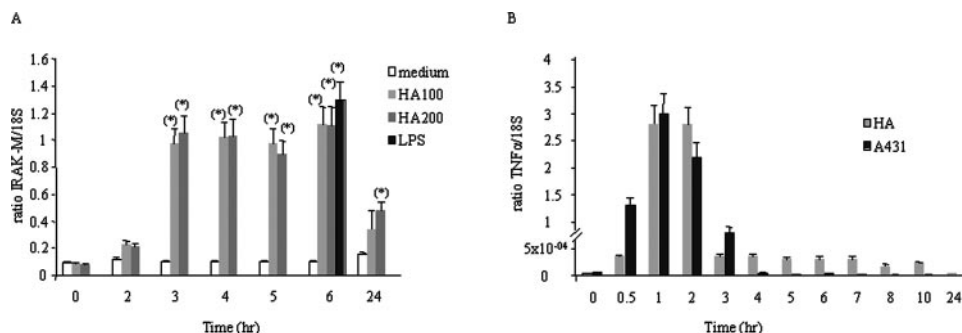 A
B
1.6
1.4
1.2
1
0.8
0.6
0.4
0.2
0
ratio IRAK-M/18S
(*) (*)
(*) (*)
(*) (*)
(*) (*) (*)
(*)
medium
HA100
HA200
LPS
0 2 3 4 5 6 24
Time (hr)
4
3.5
3
2.5
2
1.5
1
5x10-04
0
ratio TNFα/18S
HA
A431
0 0.5 1 2 3 4 5 6 7 8 10 24
Time (hr)